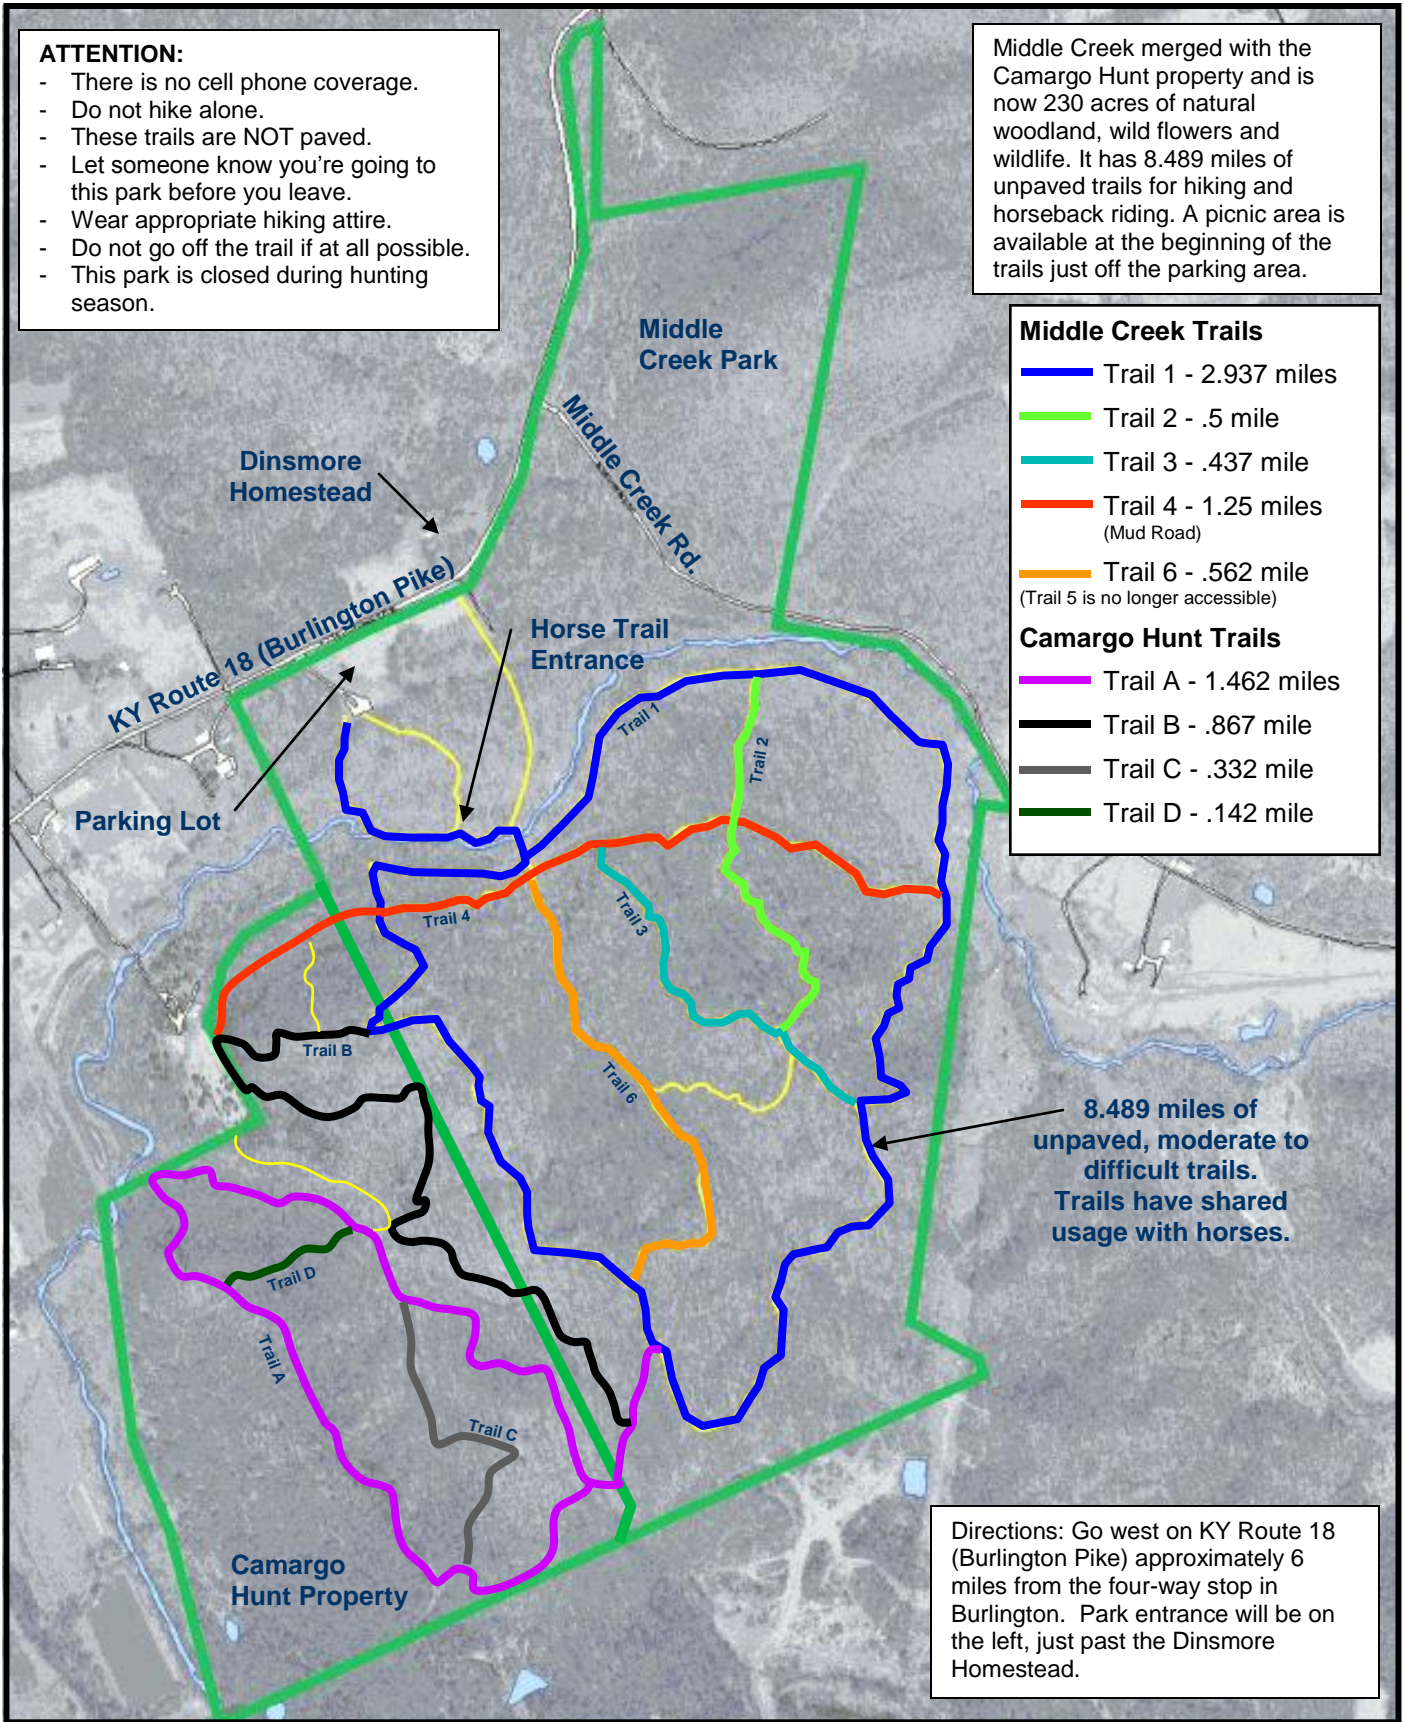 ATTENTION:
- There is no cell phone coverage.
- Do not hike alone.
- These trails are NOT paved.
- Let someone know you’re going to
this park before you leave.
- Wear appropriate hiking attire.
- Do not go off the trail if at all possible.
- This park is closed during hunting
season.
Middle Creek merged with the
Camargo Hunt property and is
now 230 acres of natural
woodland, wild flowers and
wildlife. It has 8.489 miles of
unpaved trails for hiking and
horseback riding. A picnic area is
available at the beginning of the
trails just off the parking area.
Middle Creek Trails
Trail 1 - 2.937 miles
Trail 2 - .5 mile
Trail 3 - .437 mile
Trail 4 - 1.25 miles
(Mud Road)
Trail 6 - .562 mile
(Trail 5 is no longer accessible)
Camargo Hunt Trails
Trail A - 1.462 miles
Trail B - .867 mile
Trail C - .332 mile
Trail D - .142 mile
Middle
Creek Park
Middle Creek Rd.
Dinsmore
Homestead
KY Route 18 (Burlington Pike)
Horse Trail
Entrance
Parking Lot
Trail 1
Trail 2
Trail 3
Trail 4
Trail B
Trail 6
8.489 miles of
unpaved, moderate to
difficult trails.
Trails have shared
usage with horses.
Trail D
Trail A
Trail C
Camargo
Hunt Property
Directions: Go west on KY Route 18
(Burlington Pike) approximately 6
miles from the four-way stop in
Burlington. Park entrance will be on
the left, just past the Dinsmore
Homestead.